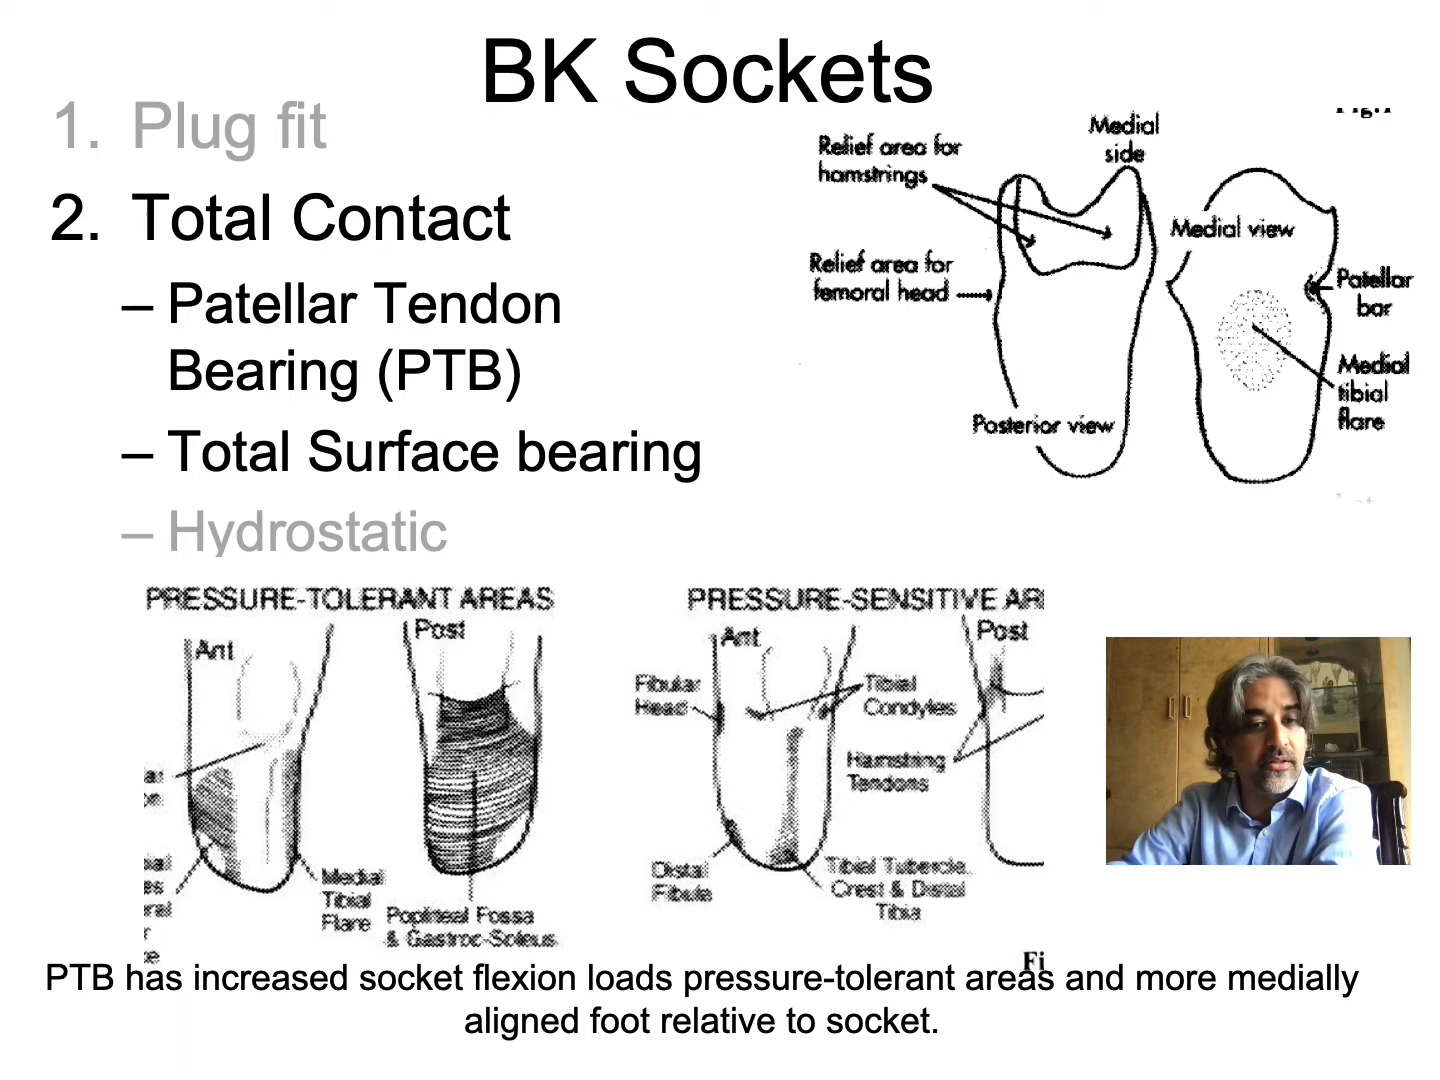 BK Sockets
1. Plug fit
2. Total Contact
– Patellar Tendon
Bearing (PTB)
– Total Surface bearing
– Hydrostatic
Medial
side
Relief area for
hamstrings
Relief area for
femoral head
Posterior view
Medial view
Patellar
bar
Medial
tibial
flare
PRESSURE-TOLERANT AREAS
Ant
Post
Medial
Tibial
Flare
Popliteal Fossa
& Gastroc-Soleus
PRESSURE-SENSITIVE AR
Ant
Post
Fibular
Head
Tibial
Condyles
Hamstring
Tendons
Distal
Fibula
Tibial Tubercle,
Crest & Distal
Tibia
Fi
PTB has increased socket flexion loads pressure-tolerant areas and more medially
aligned foot relative to socket.